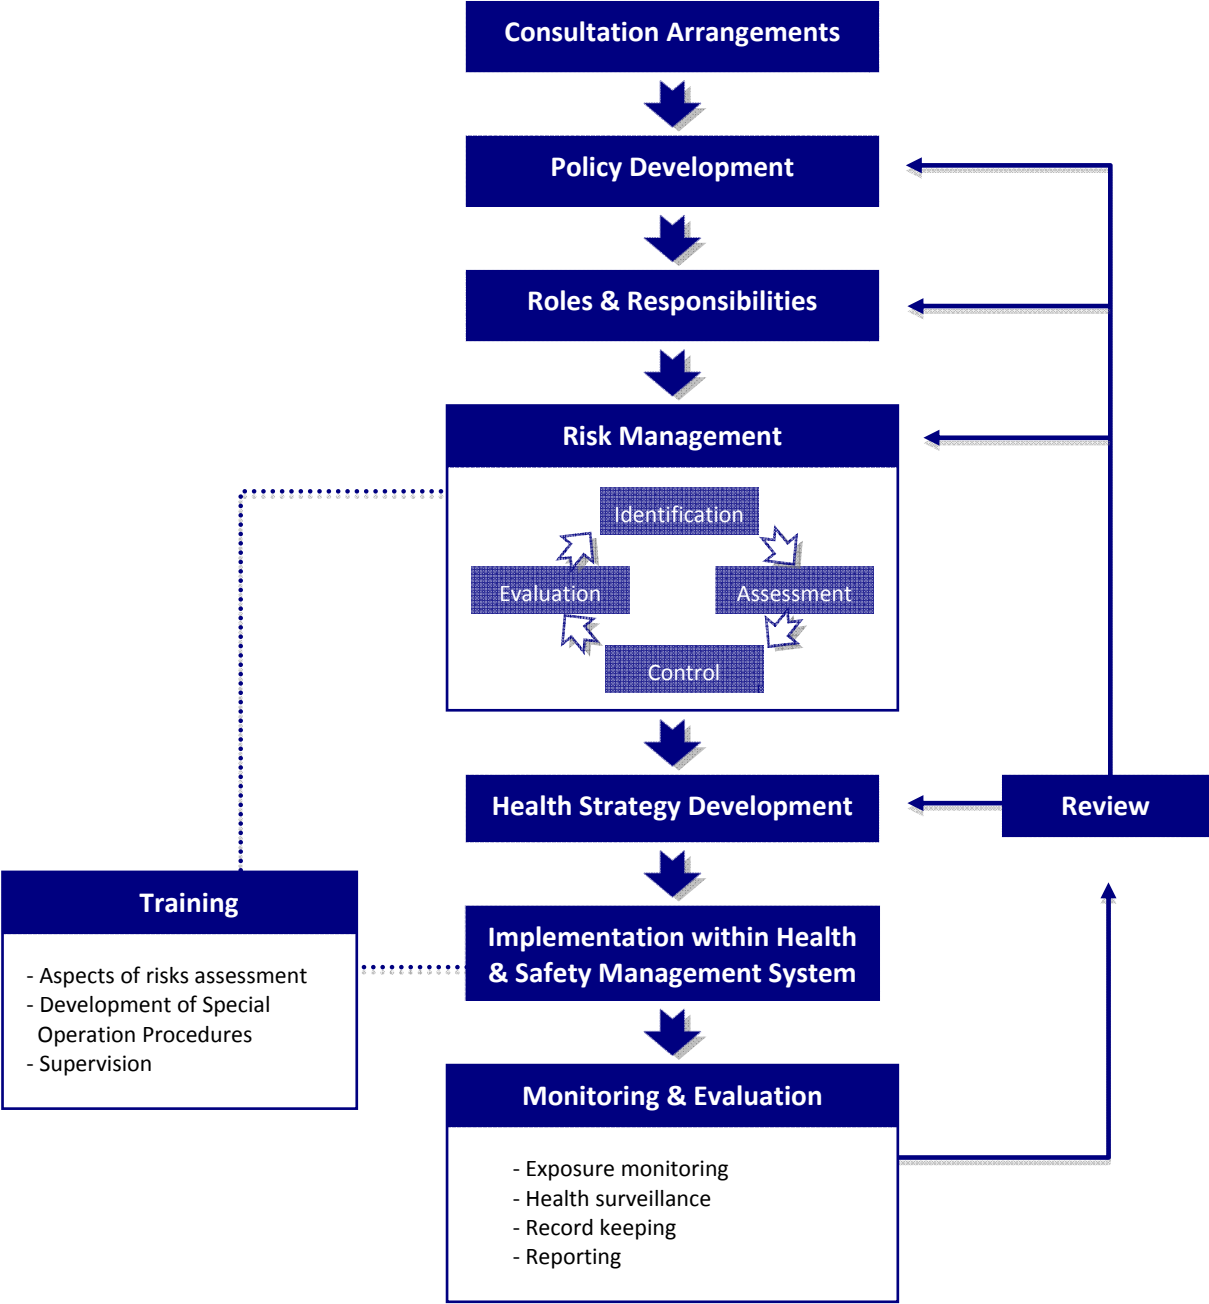 Consultation Arrangements
Policy Development
Roles & Responsibilities
Risk Management
Identification
Evaluation
Assessment
Control
Health Strategy Development
Review
Training
- Aspects of risks assessment
- Development of Special
Operation Procedures
- Supervision
Implementation within Health
& Safety Management System
Monitoring & Evaluation
- Exposure monitoring
- Health surveillance
- Record keeping
- Reporting